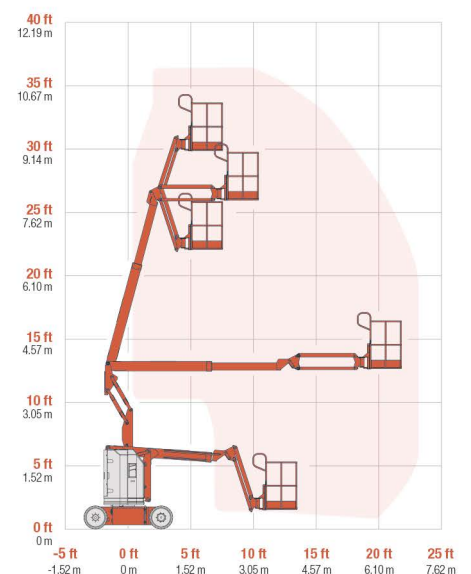 40 ft
12.19 m
35 ft
10.67 m
30 ft
9.14 m
25 ft
7.62 m
20 ft
6.10 m
15 ft
4.57 m
10 ft
3.05 m
5 ft
1.52 m
0 ft
0 m
-5 ft 0 ft 5 ft 10 ft 15 ft 20 ft 25 ft
-1.52 m 0 m 1.52 m 3.05 m 4.57 m 6.10 m 7.62 m